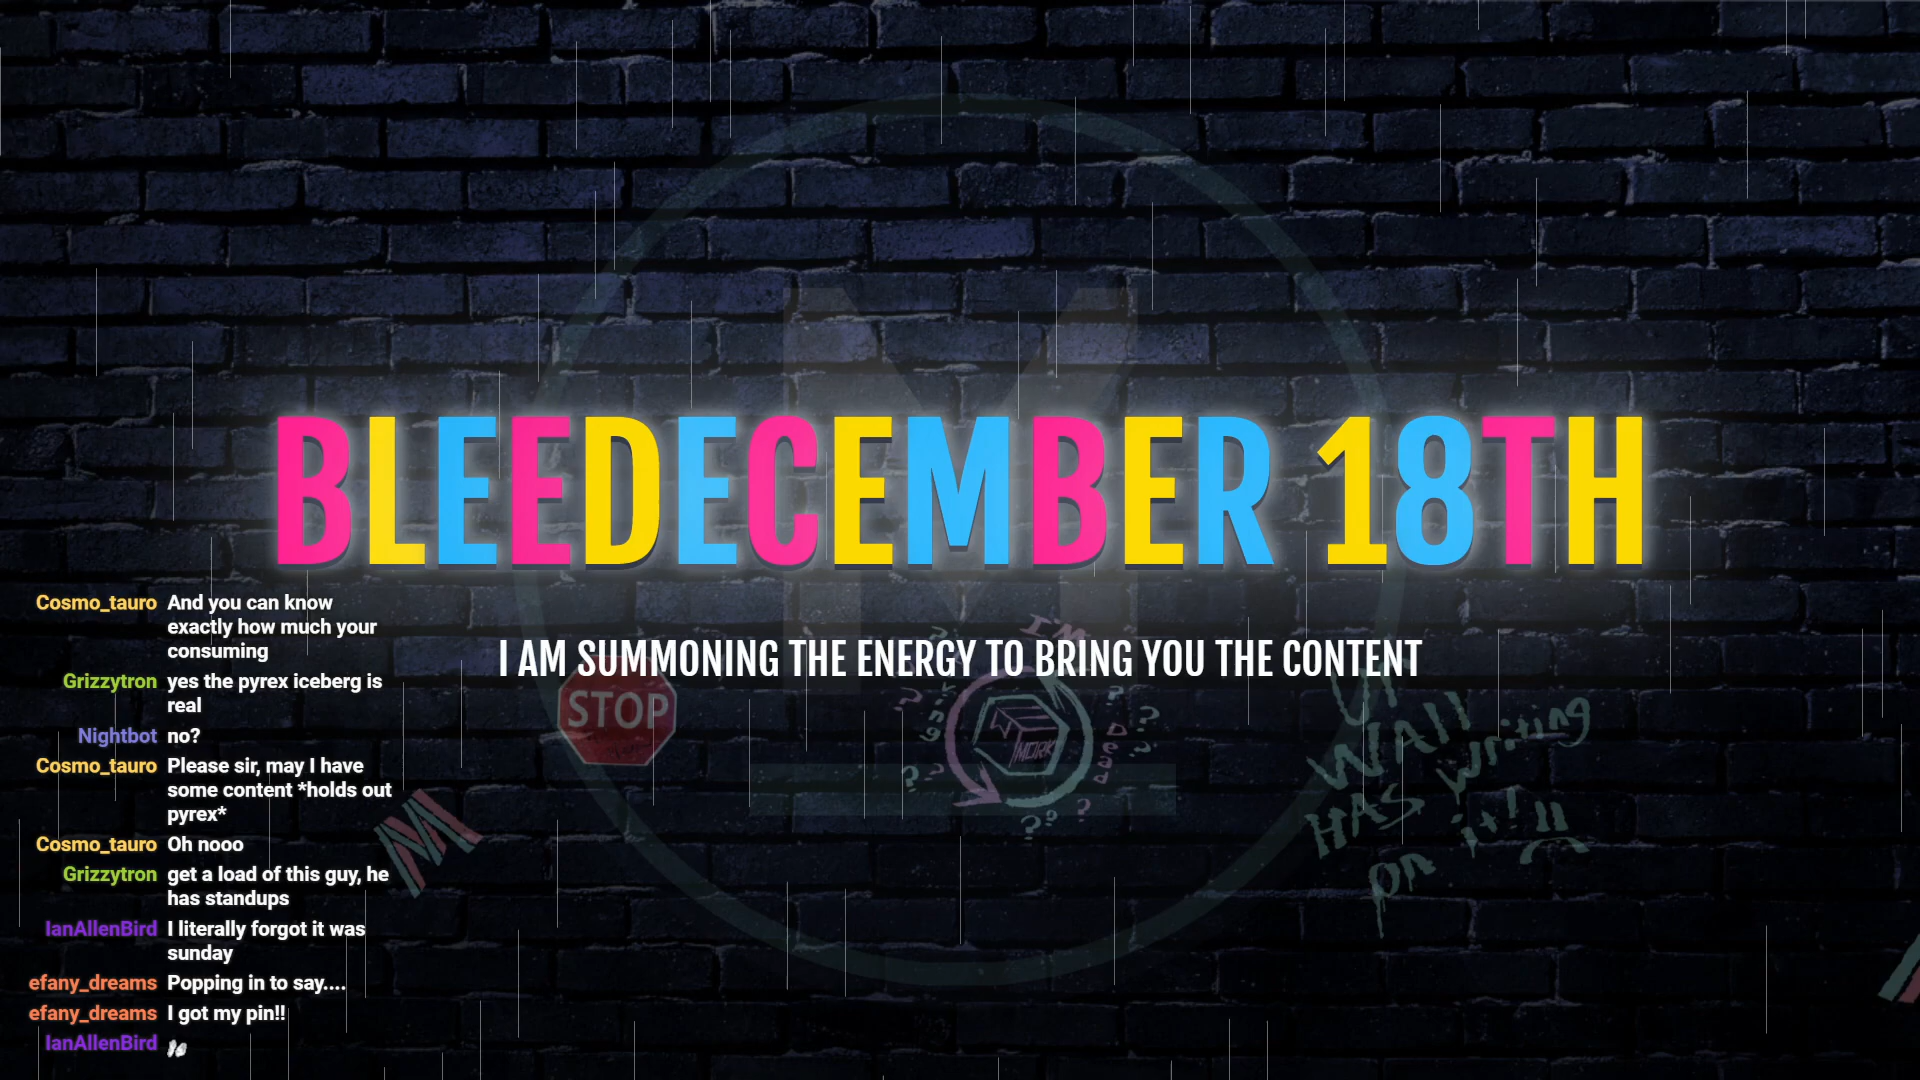 BLEEDECEMBER 18TH
I AM SUMMONING THE ENERGY TO BRING YOU THE CONTENT
Cosmo_tauro And you can know
exactly how much your
consuming
Grizzytron yes the pyrex iceberg is
real
Nightbot no?
Cosmo_tauro Please sir, may I have
some content *holds out
pyrex*
Cosmo_tauro Oh nooo
Grizzytron get a load of this guy, he
has standups
IanAllenBird I literally forgot it was
sunday
efany_dreams Popping in to say....
efany_dreams I got my pin!!
IanAllenBird
M
I'M
STOP
WORK
Dead
WAll
HAS writing
on it!!!